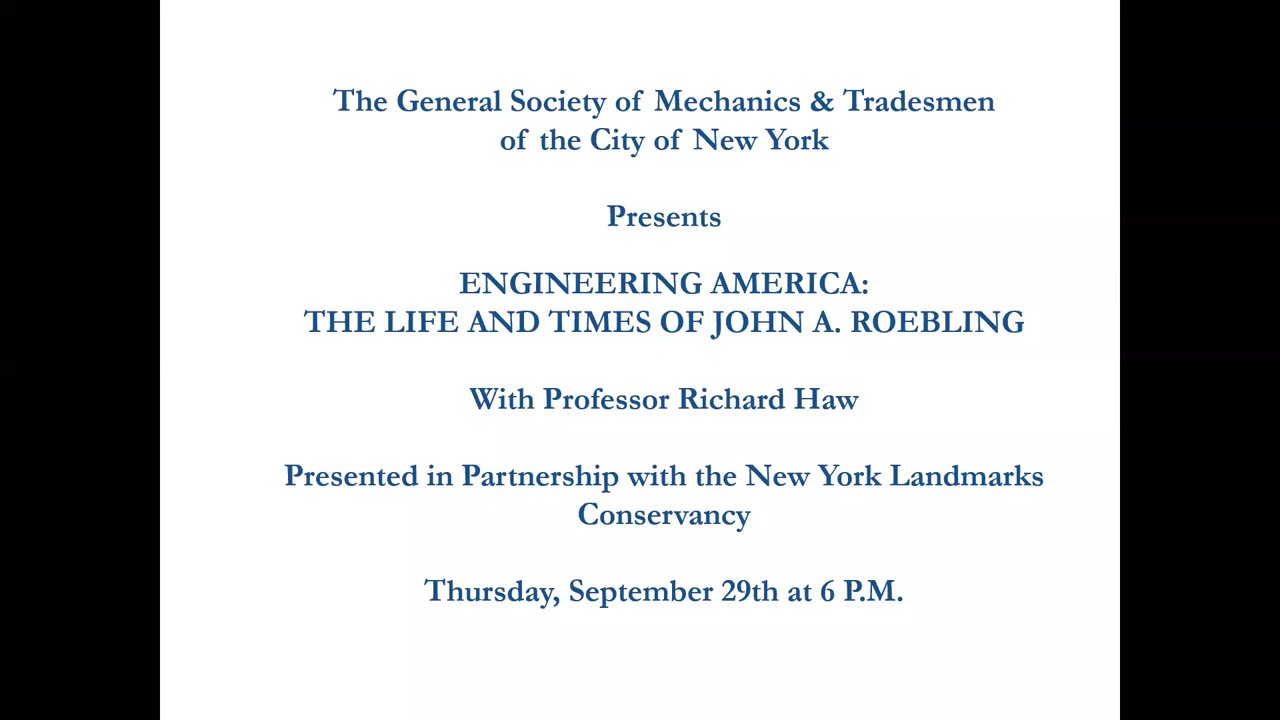 The General Society of Mechanics & Tradesmen
of the City of New York
Presents
ENGINEERING AMERICA:
THE LIFE AND TIMES OF JOHN A. ROEBLING
With Professor Richard Haw
Presented in Partnership with the New York Landmarks
Conservancy
Thursday, September 29th at 6 P.M.